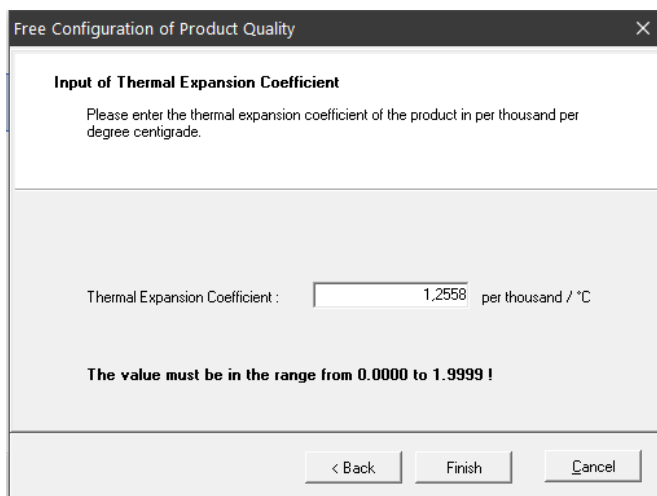 Free Configuration of Product Quality
Input of Thermal Expansion Coefficient
Please enter the thermal expansion coefficient of the product in per thousand per
degree centigrade.
Thermal Expansion Coefficient : 1,2558 per thousand / °C
The value must be in the range from 0.0000 to 1.9999 !
< Back Finish Cancel